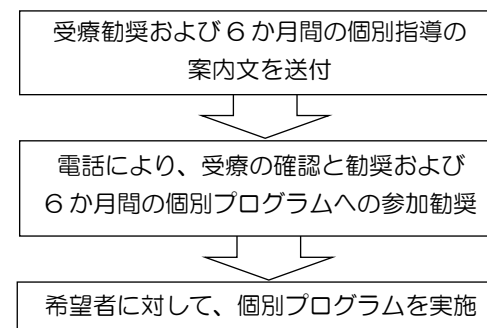 受療勧奨および６か月間の個別指導の
案内文を送付
電話により、受療の確認と勧奨および
６か月間の個別プログラムへの参加勧奨
希望者に対して、個別プログラムを実施